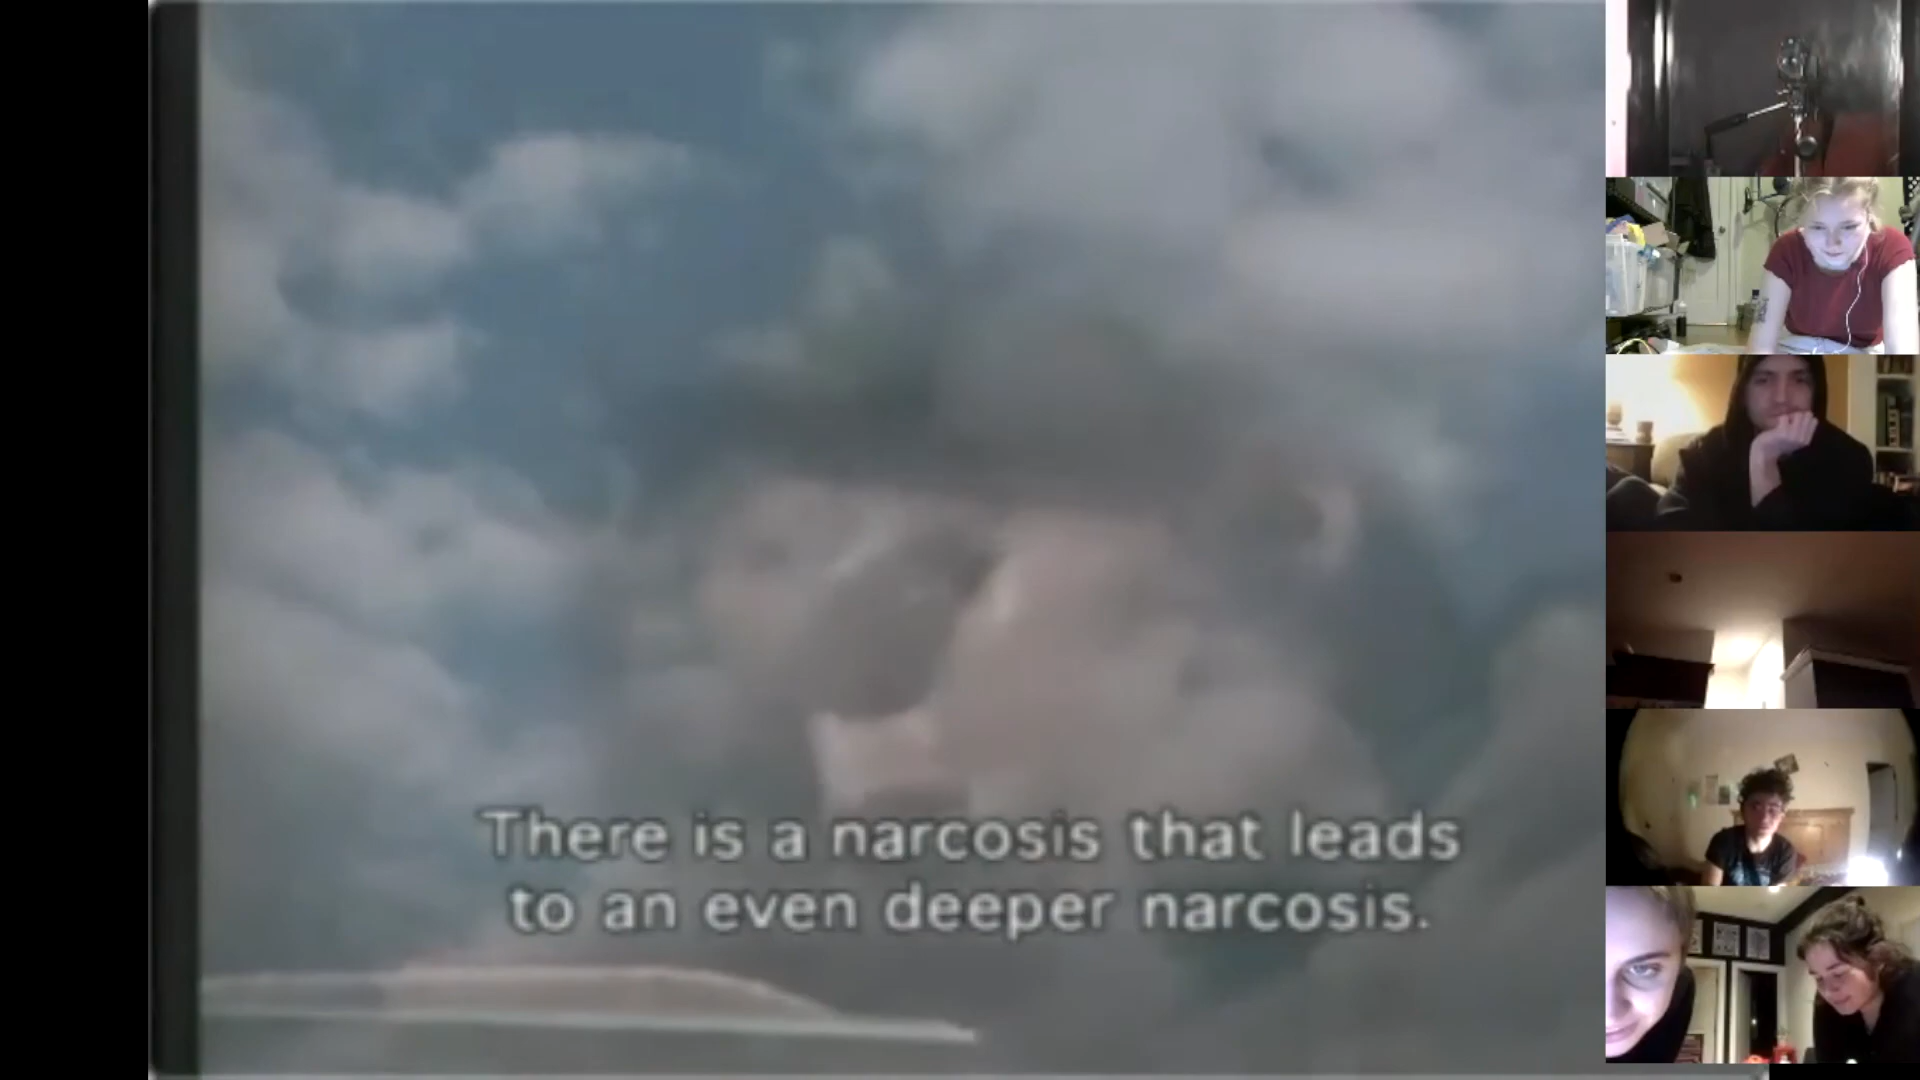 There is a narcosis that leads
to an even deeper narcosis.